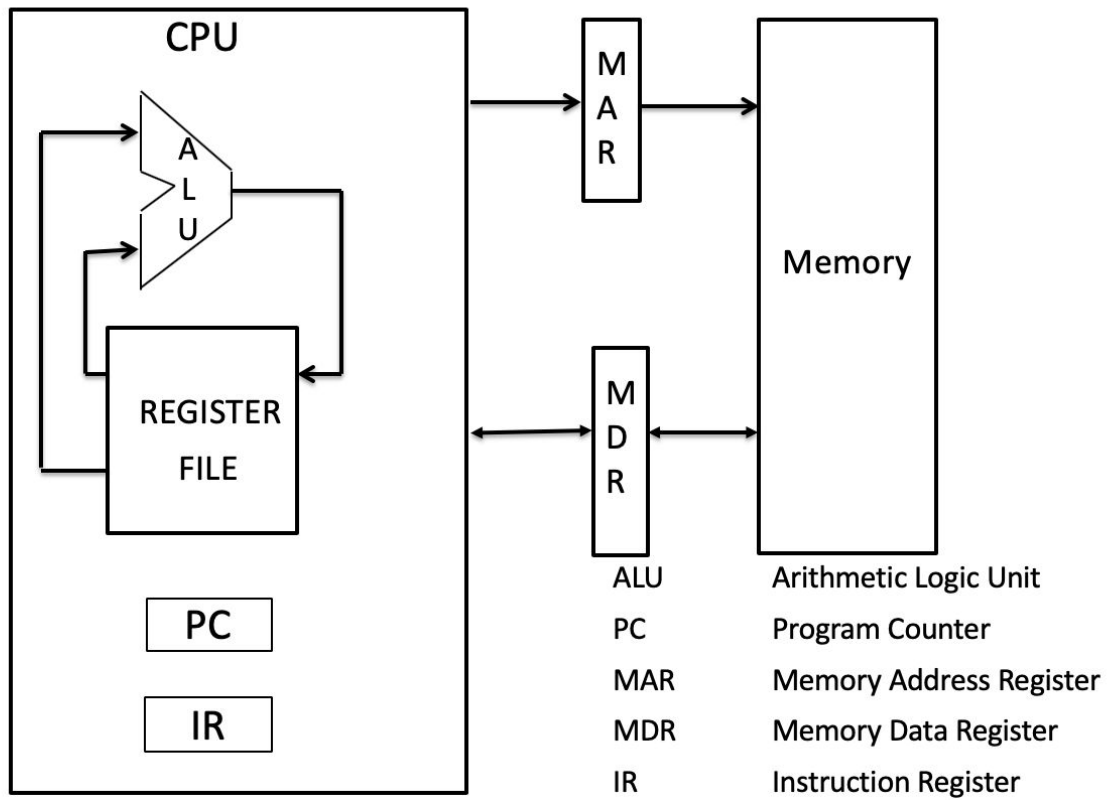 CPU
A
L
U
REGISTER
FILE
PC
IR
M
A
R
M
D
R
Memory
ALU Arithmetic Logic Unit
PC Program Counter
MAR Memory Address Register
MDR Memory Data Register
IR Instruction Register